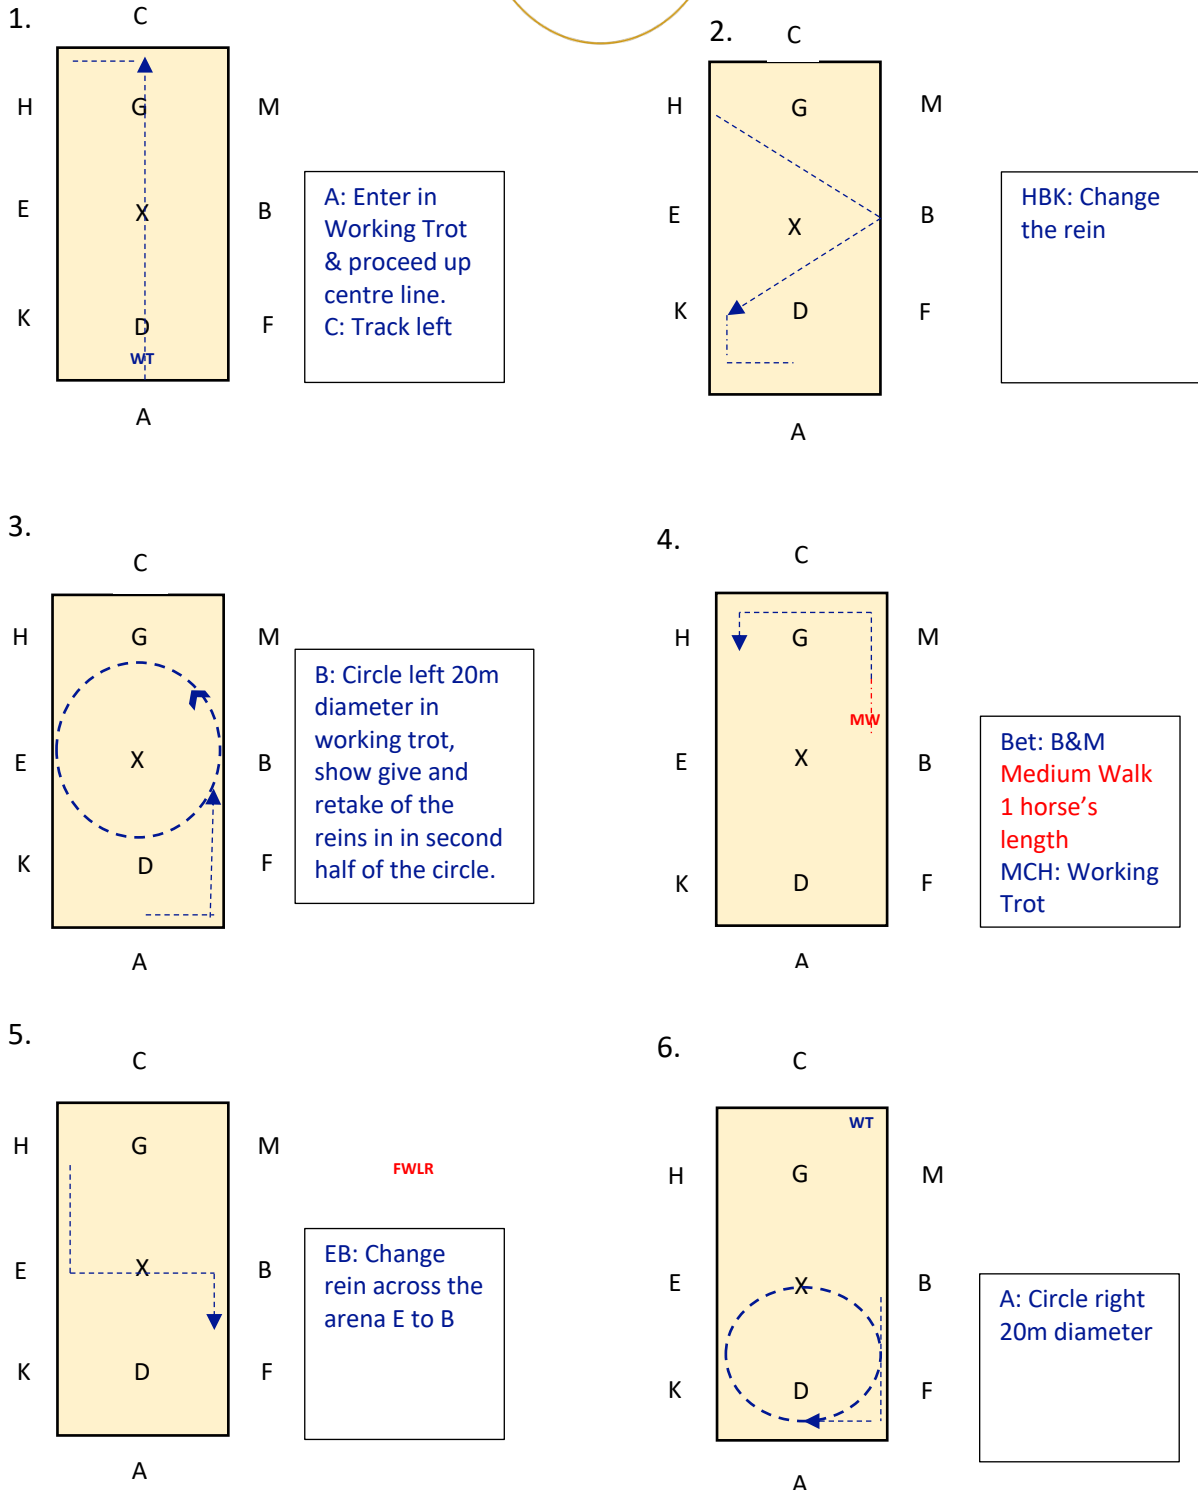 1.
C
H
G
M
E
X
B
K
D
F
WT
A
A: Enter in
Working Trot
& proceed up
centre line.
C: Track left
2.
C
H
G
M
E
X
B
K
D
F
A
HBK: Change
the rein
3.
C
H
G
M
E
X
B
K
D
F
A
B: Circle left 20m
diameter in
working trot,
show give and
retake of the
reins in in second
half of the circle.
4.
C
H
G
M
MW
E
X
B
K
D
F
A
Bet: B&M
Medium Walk
1 horse's
length
MCH: Working
Trot
5.
C
H
G
M
FWLR
E
X
B
K
D
F
A
EB: Change
rein across the
arena E to B
6.
C
WT
H
G
M
E
X
B
K
D
F
A
A: Circle right
20m diameter